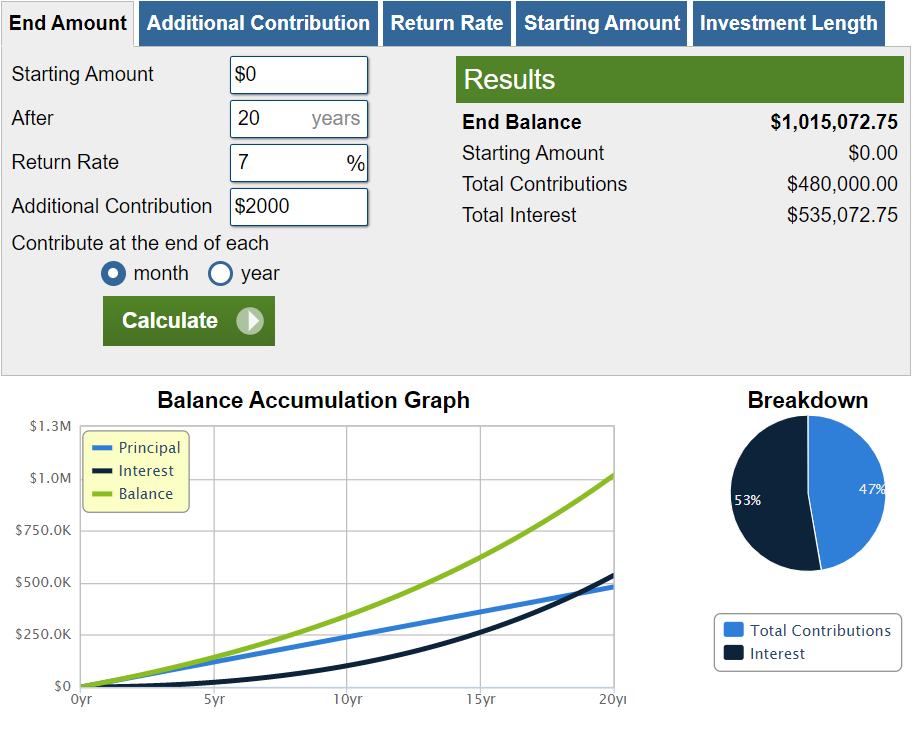 End Amount
Additional Contribution
Return Rate
Starting Amount
Investment Length
Starting Amount $0
After 20 years
Return Rate 7 %
Additional Contribution $2000
Contribute at the end of each
month year
Calculate
Results
End Balance $1,015,072.75
Starting Amount $0.00
Total Contributions $480,000.00
Total Interest $535,072.75
Balance Accumulation Graph
$1.3M
$1.0M
$750.0K
$500.0K
$250.0K
$0
Principal
Interest
Balance
0yr 5yr 10yr 15yr 20yr
Breakdown
53% 47%
Total Contributions
Interest